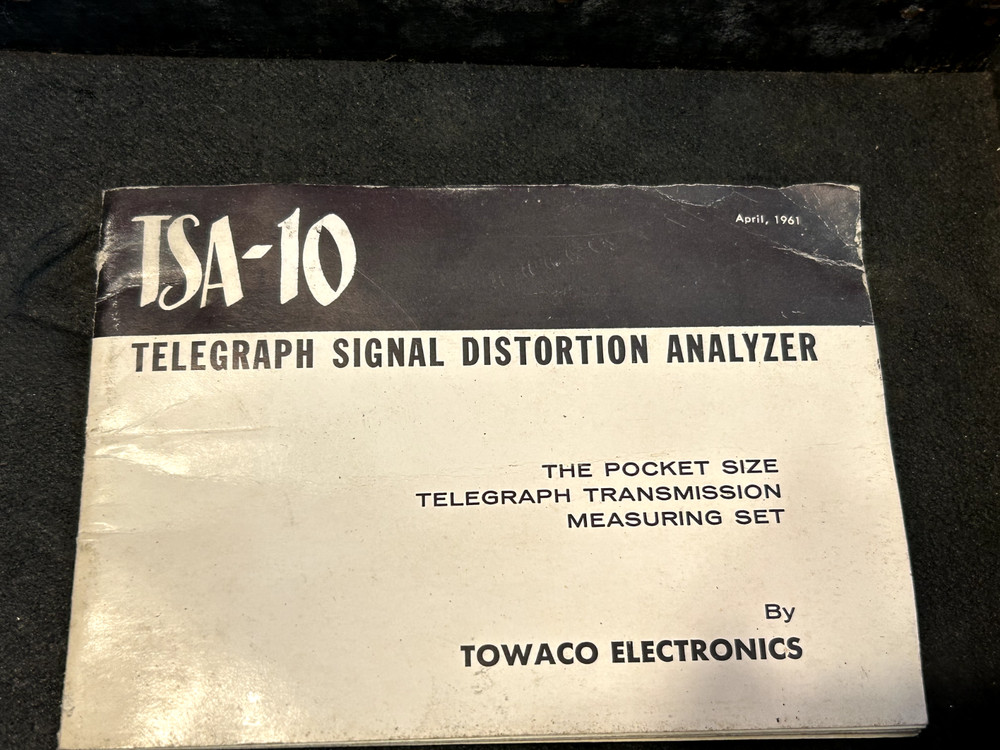 TSA-10
April, 1961
TELEGRAPH SIGNAL DISTORTION ANALYZER
THE POCKET SIZE
TELEGRAPH TRANSMISSION
MEASURING SET
By
TOWACO ELECTRONICS